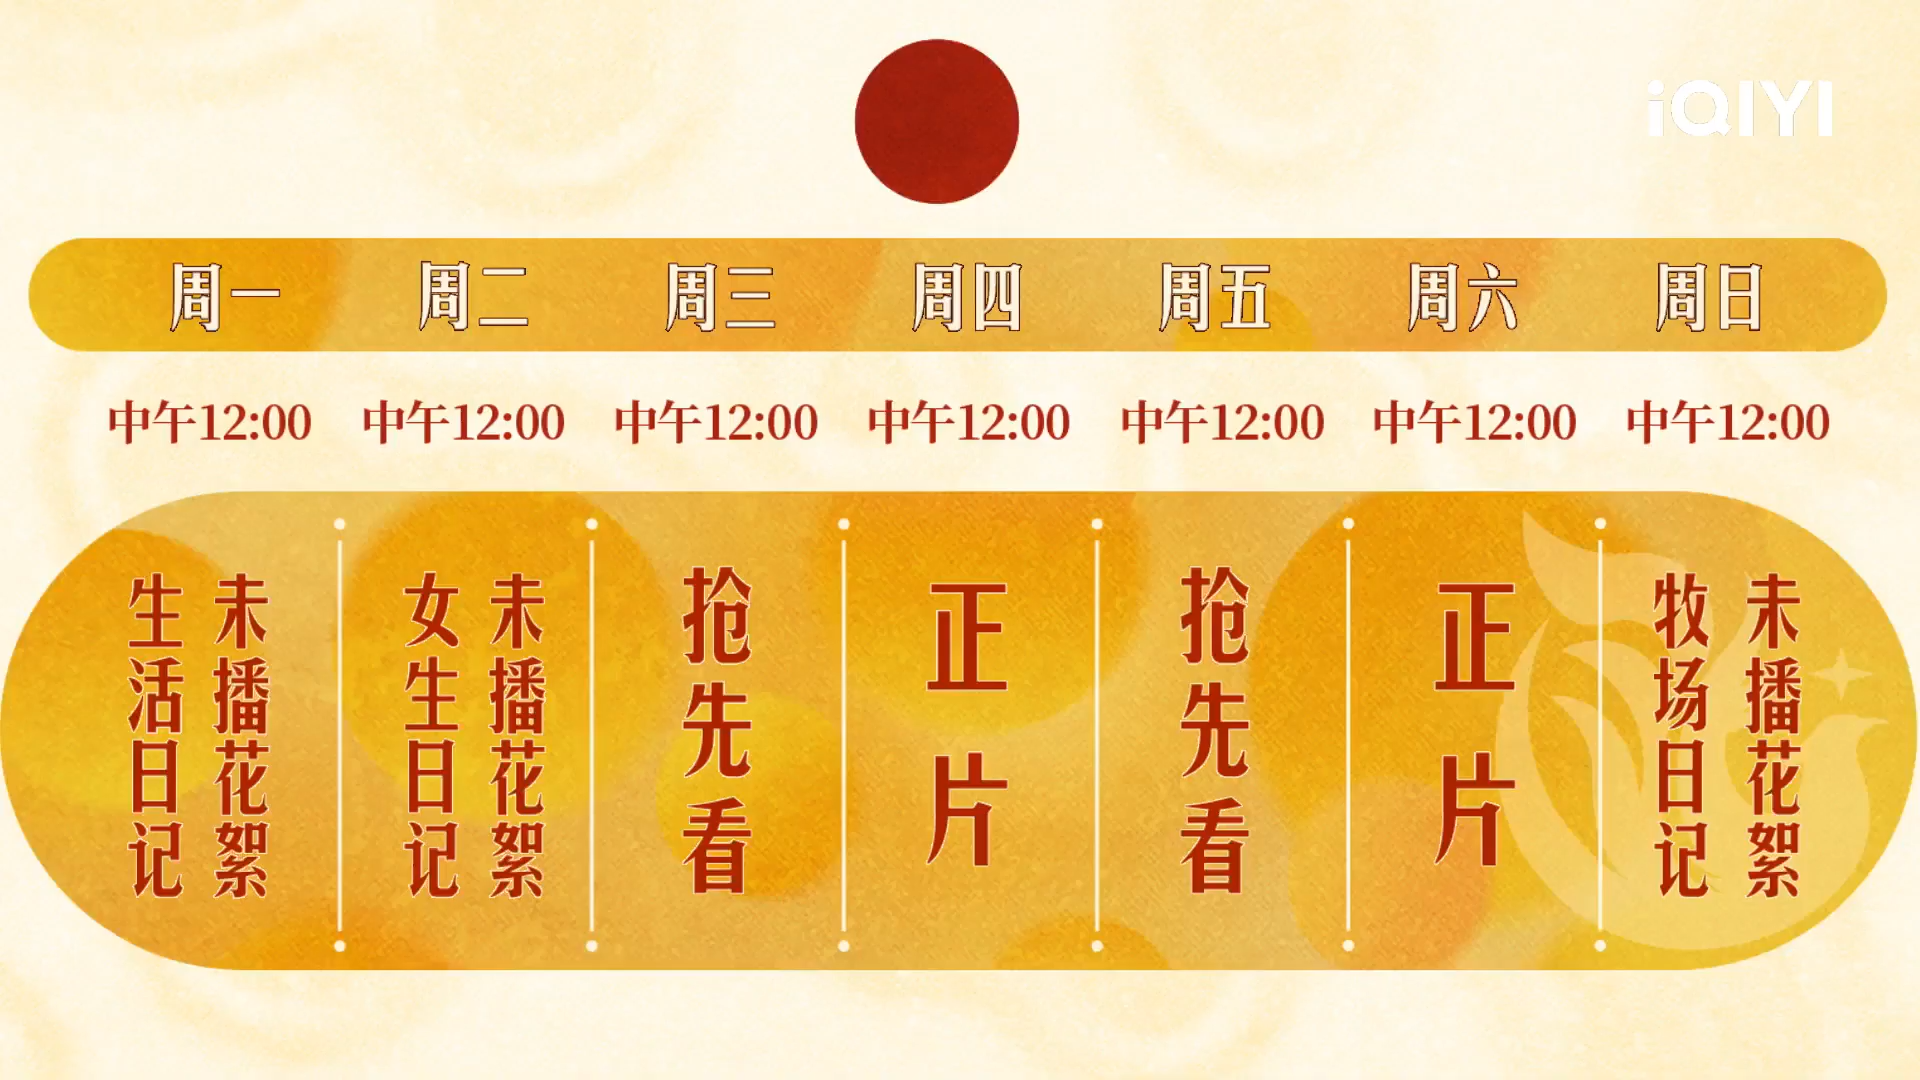 iQIYI
周一 周二 周三 周四 周五 周六 周日
中午12:00 中午12:00 中午12:00 中午12:00 中午12:00 中午12:00 中午12:00
未播花絮
生活日记
未播花絮
女生日记
抢先看
正片
抢先看
正片
未播花絮
牧场日记